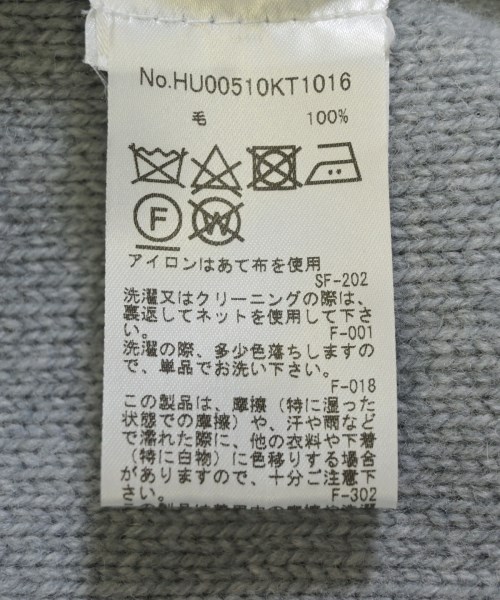 No.HU00510KT1016
毛 100%
F W
アイロンはあて布を使用
SF-202
洗濯又はクリーニングの際は、
裏返してネットを使用して下さ
い。 F-001
洗濯の際、多少色落ちしますの
で、単品でお洗い下さい。
F-018
この製品は、摩擦（特に湿った
状態での摩擦）や、汗や雨など
で濡れた際に、他の衣料や下着
（特に白物）に色移りする場合
がありますので、十分ご注意下
さい。 F-302